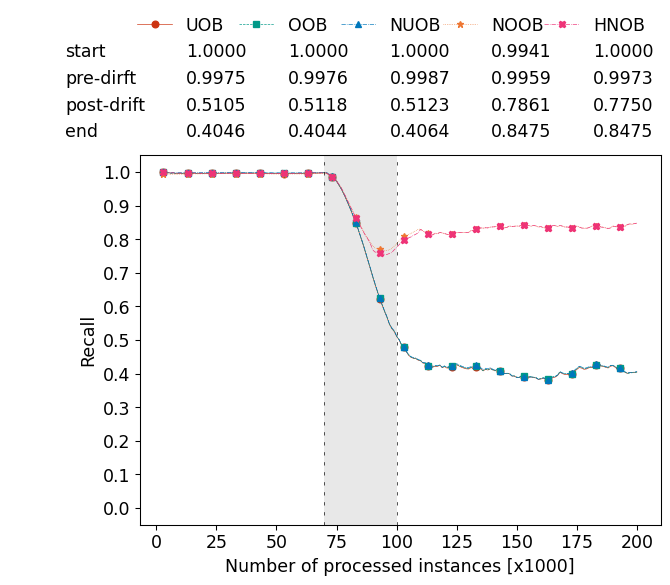 UOB OOB NUOB NOOB HNOB
start 1.0000 1.0000 1.0000 0.9941 1.0000
pre-dirft 0.9975 0.9976 0.9987 0.9959 0.9973
post-drift 0.5105 0.5118 0.5123 0.7861 0.7750
end 0.4046 0.4044 0.4064 0.8475 0.8475
1.0
0.9
0.8
0.7
0.6
0.5
0.4
0.3
0.2
0.1
0.0
Recall
0 25 50 75 100 125 150 175 200
Number of processed instances [x1000]